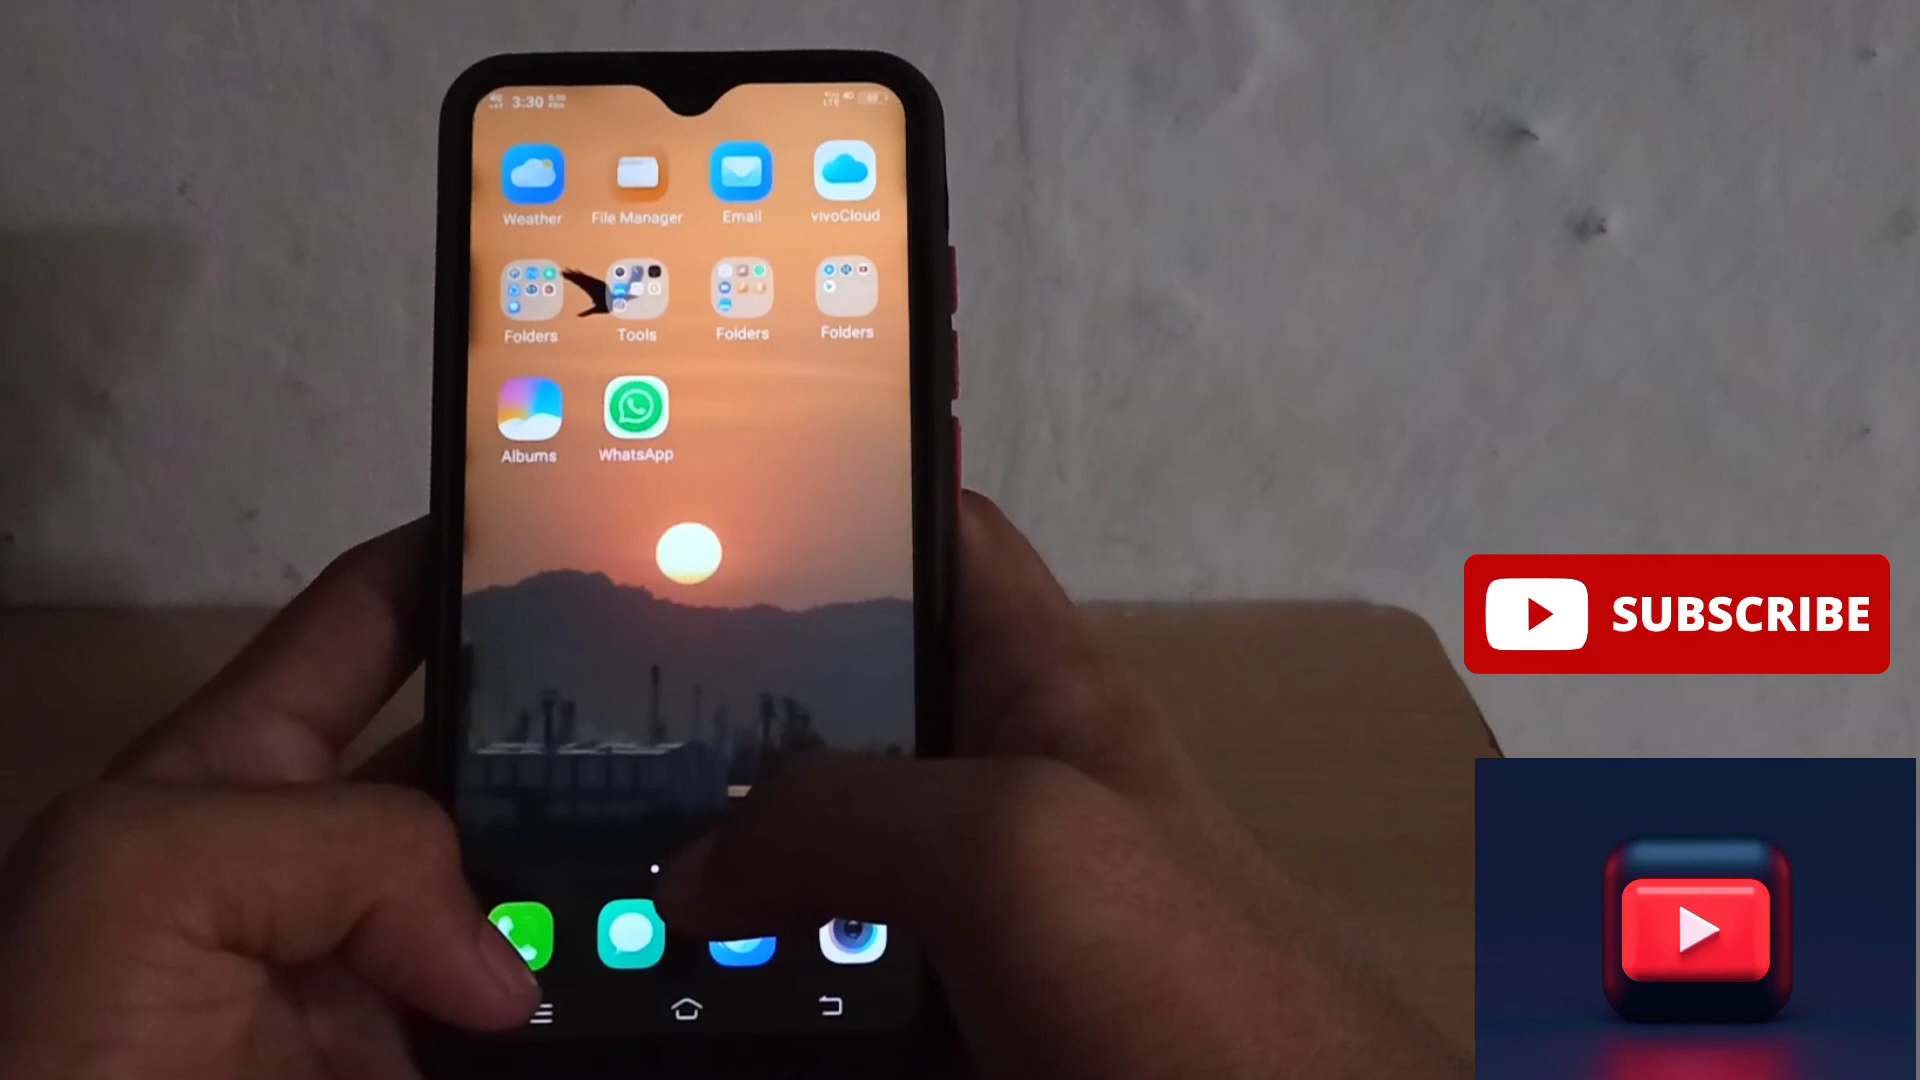 3:30
Weather File Manager Email vivoCloud
Folders Tools Folders Folders
Albums WhatsApp
SUBSCRIBE